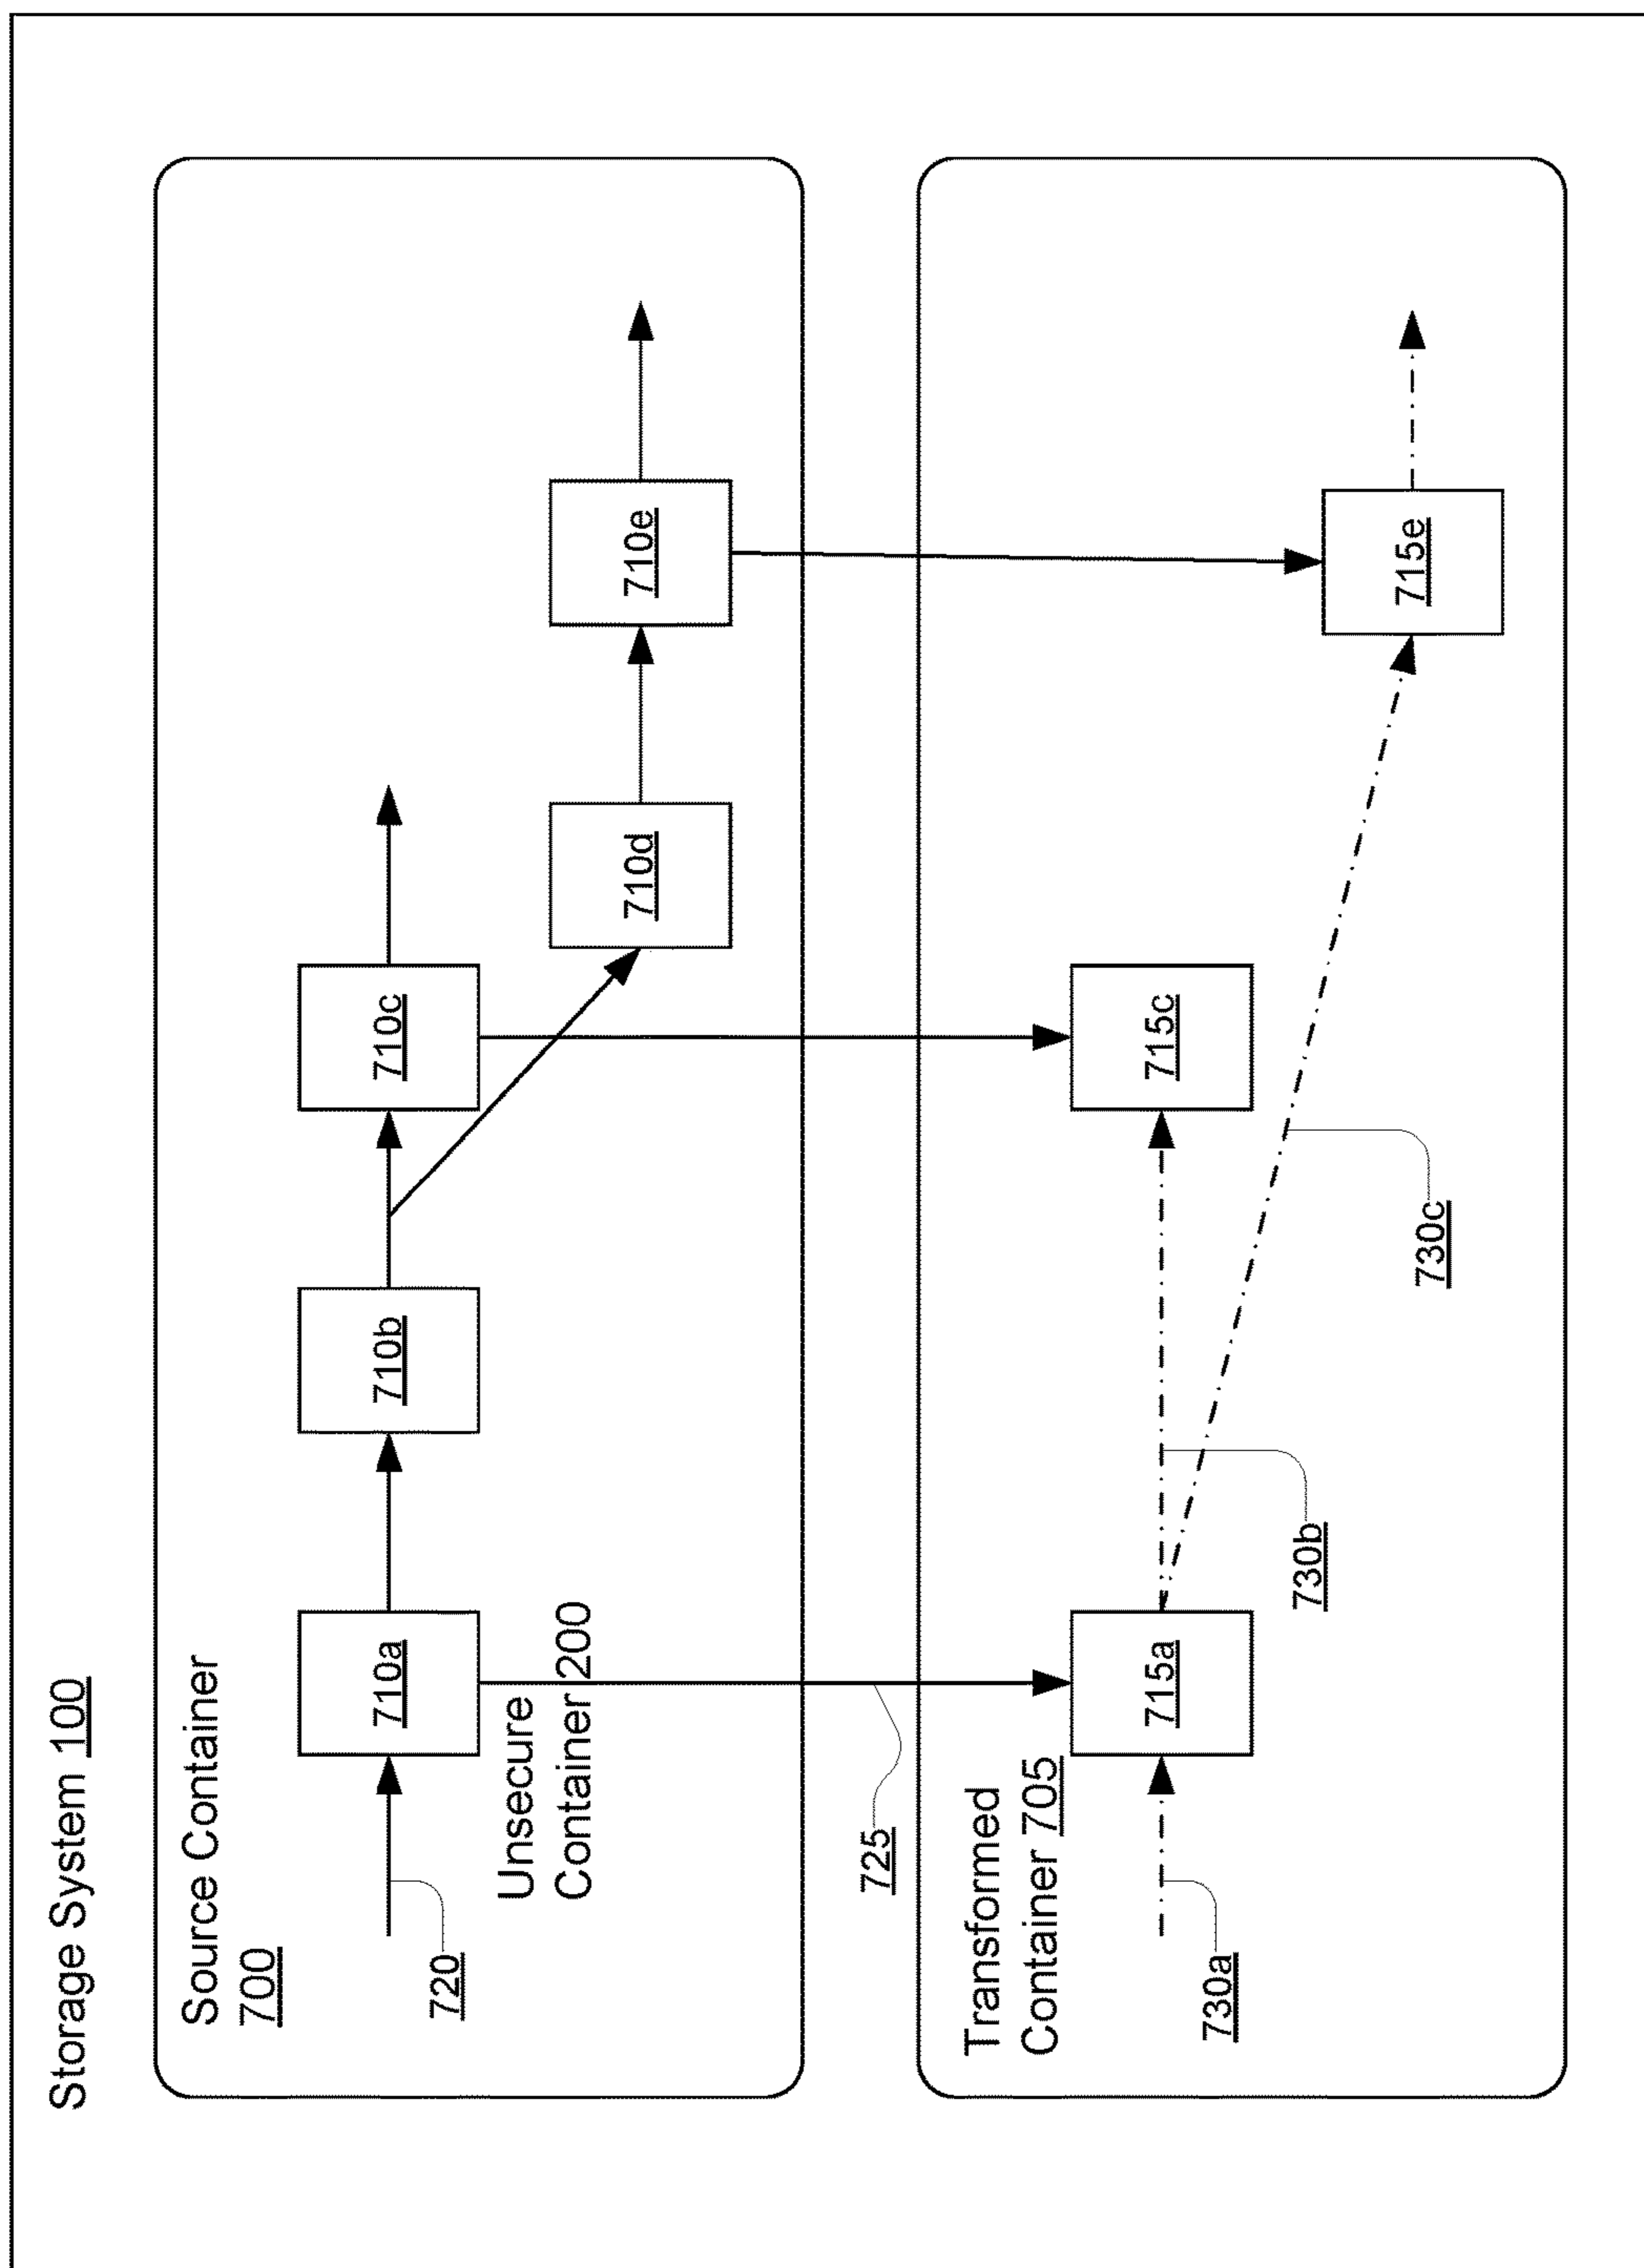 Storage System 100
Source Container
700
710a
710b
710c
710d
710e
720
Unsecure
Container 200
725
Transformed
Container 705
715a
715c
715e
730a
730b
730c